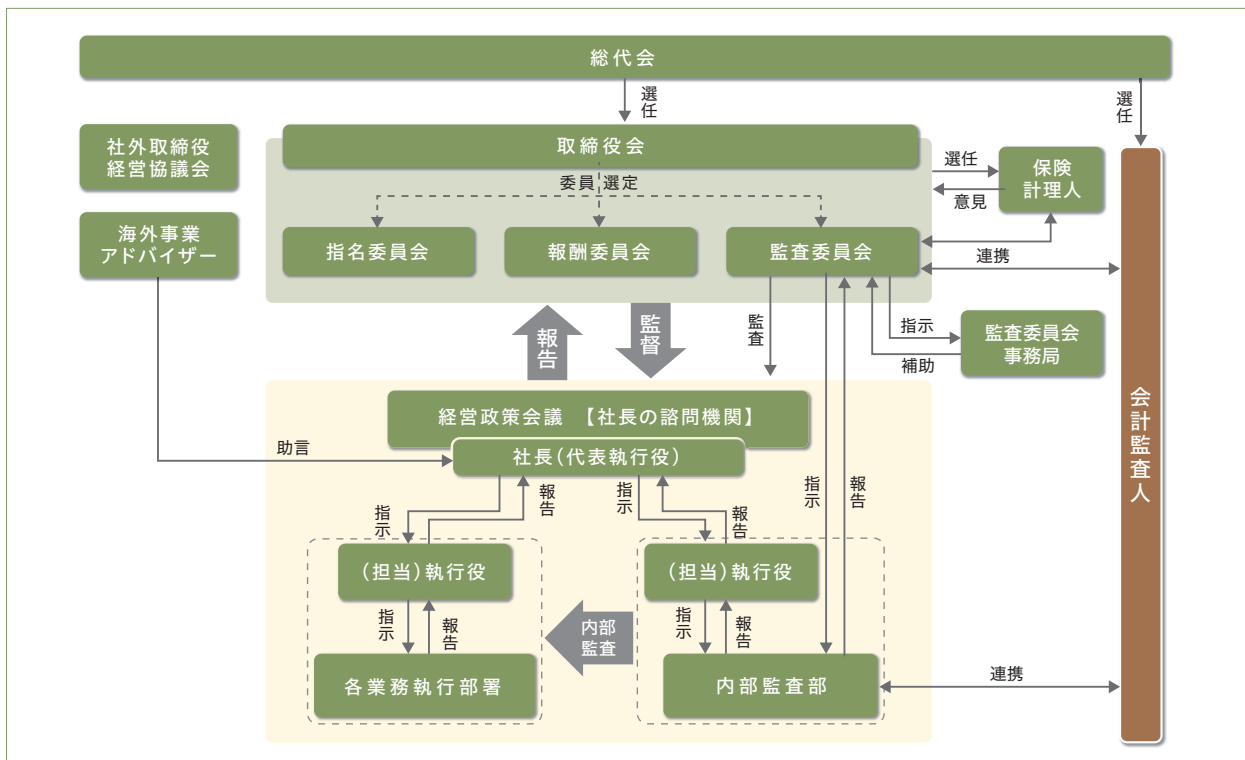 総代会
選任
選任
社外取締役
経営協議会
取締役会
選任
保険
計理人
意見
委員 選定
海外事業
アドバイザー
指名委員会
報酬委員会
監査委員会
連携
報告
監督
監査
指示
監査委員会
事務局
補助
会計監査人
経営政策会議 【社長の諮問機関】
助言
社長(代表執行役)
指示
報告
指示
報告
指示
報告
(担当)執行役
(担当)執行役
指示
報告
内部
監査
指示
報告
各業務執行部署
内部監査部
連携